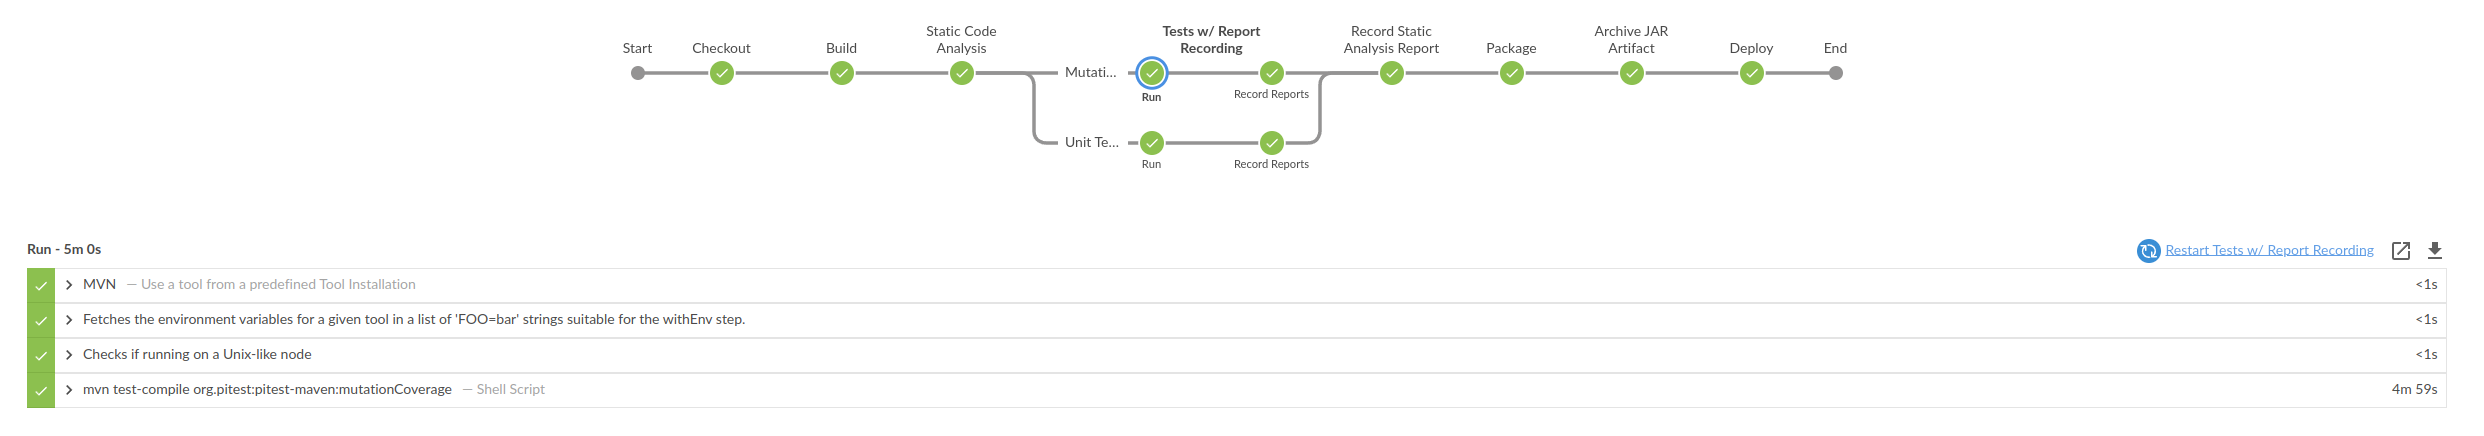 Start
Checkout
Build
Static Code
Analysis
Tests w/ Report
Recording
Record Static
Analysis Report
Package
Archive JAR
Artifact
Deploy
End
Mutati...
Run
Record Reports
Unit Te...
Run
Record Reports
Run - 5m 0s
Restart Tests w/ Report Recording
MVN — Use a tool from a predefined Tool Installation <1s
Fetches the environment variables for a given tool in a list of 'FOO=bar' strings suitable for the withEnv step. <1s
Checks if running on a Unix-like node <1s
mvn test-compile org.pitest:pitest-maven:mutationCoverage — Shell Script 4m 59s